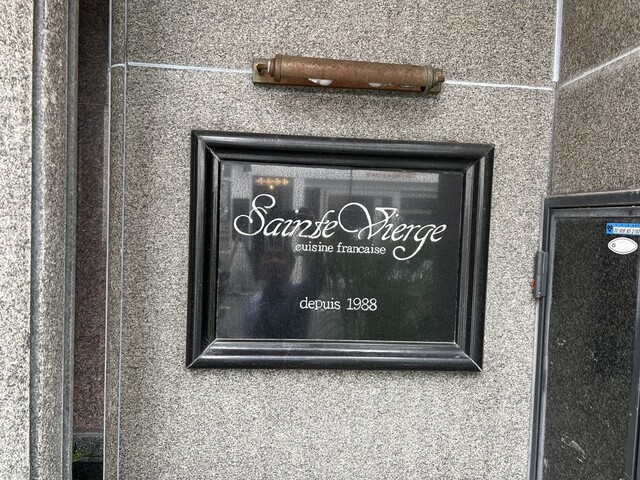 Sainte Vierge
cuisine francaise
depuis 1988